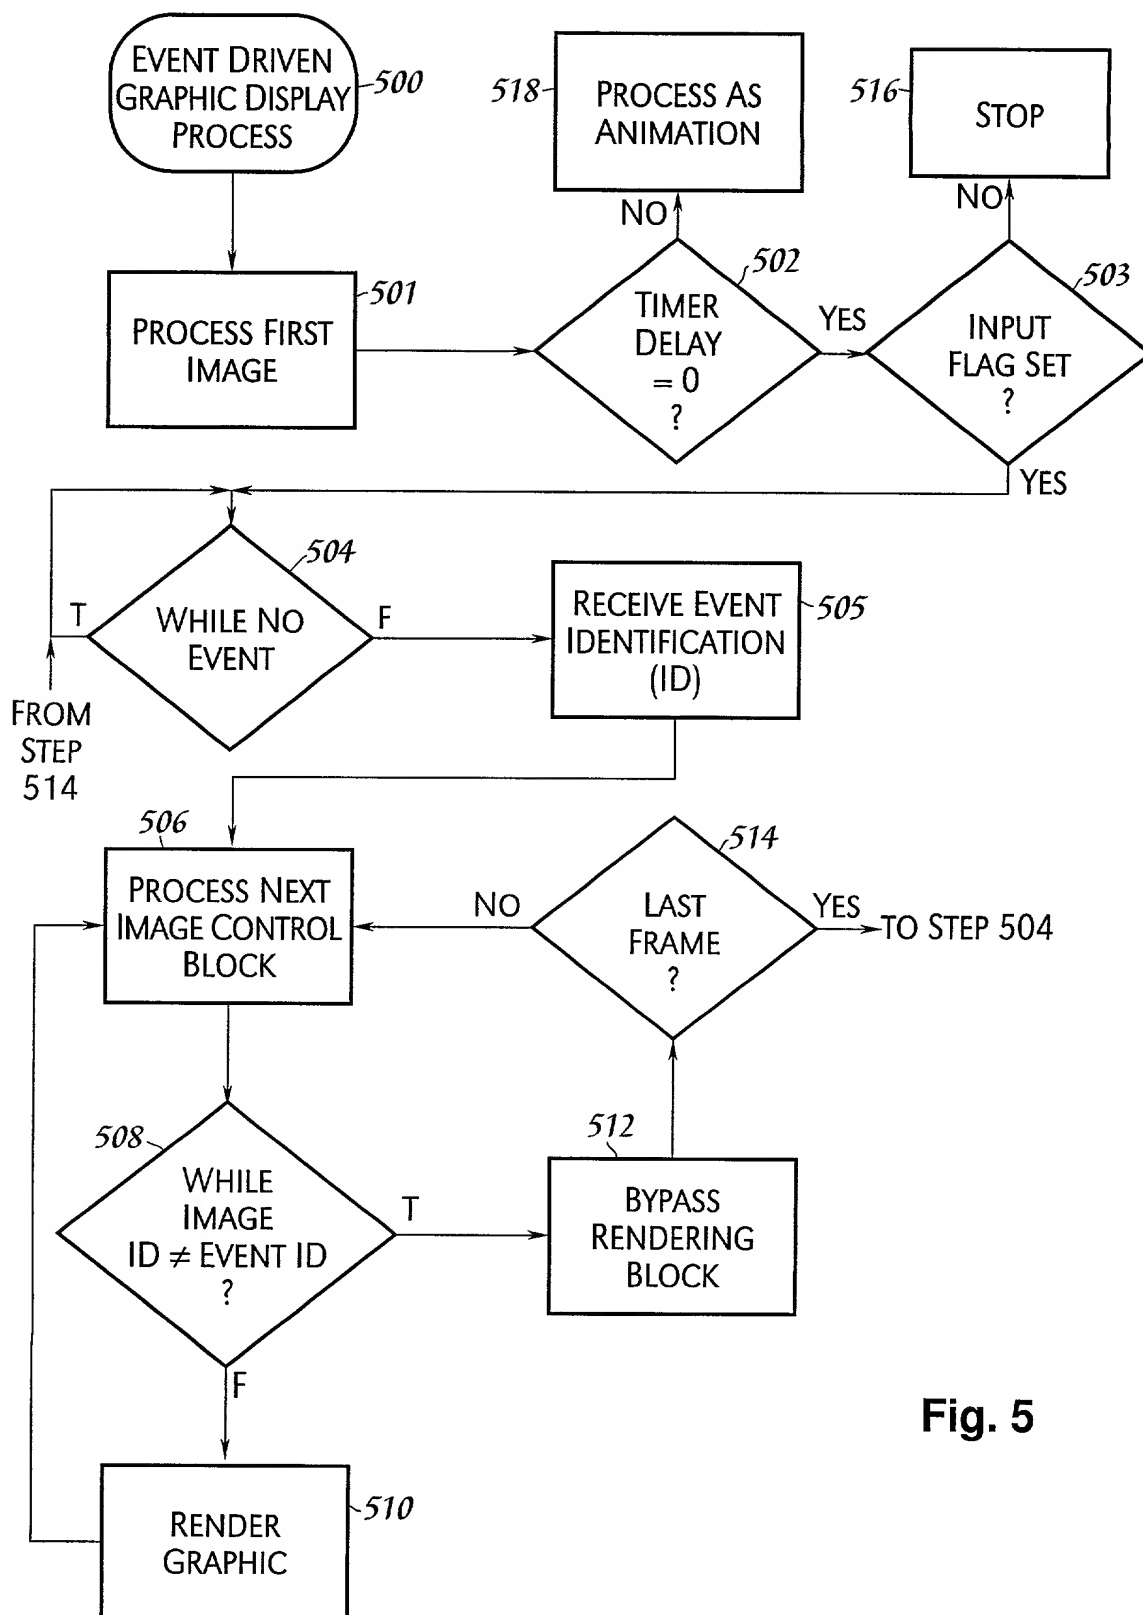 EVENT DRIVEN
GRAPHIC DISPLAY
PROCESS
500
518
PROCESS AS
ANIMATION
516
STOP
NO
NO
501
PROCESS FIRST
IMAGE
502
TIMER
DELAY
= 0
?
YES
503
INPUT
FLAG SET
?
YES
504
T
WHILE NO
EVENT
F
RECEIVE EVENT
IDENTIFICATION
(ID)
505
FROM
STEP
514
506
PROCESS NEXT
IMAGE CONTROL
BLOCK
NO
514
LAST
FRAME
?
YES
TO STEP 504
508
WHILE
IMAGE
ID ≠ EVENT ID
?
T
512
BYPASS
RENDERING
BLOCK
F
510
RENDER
GRAPHIC
Fig. 5